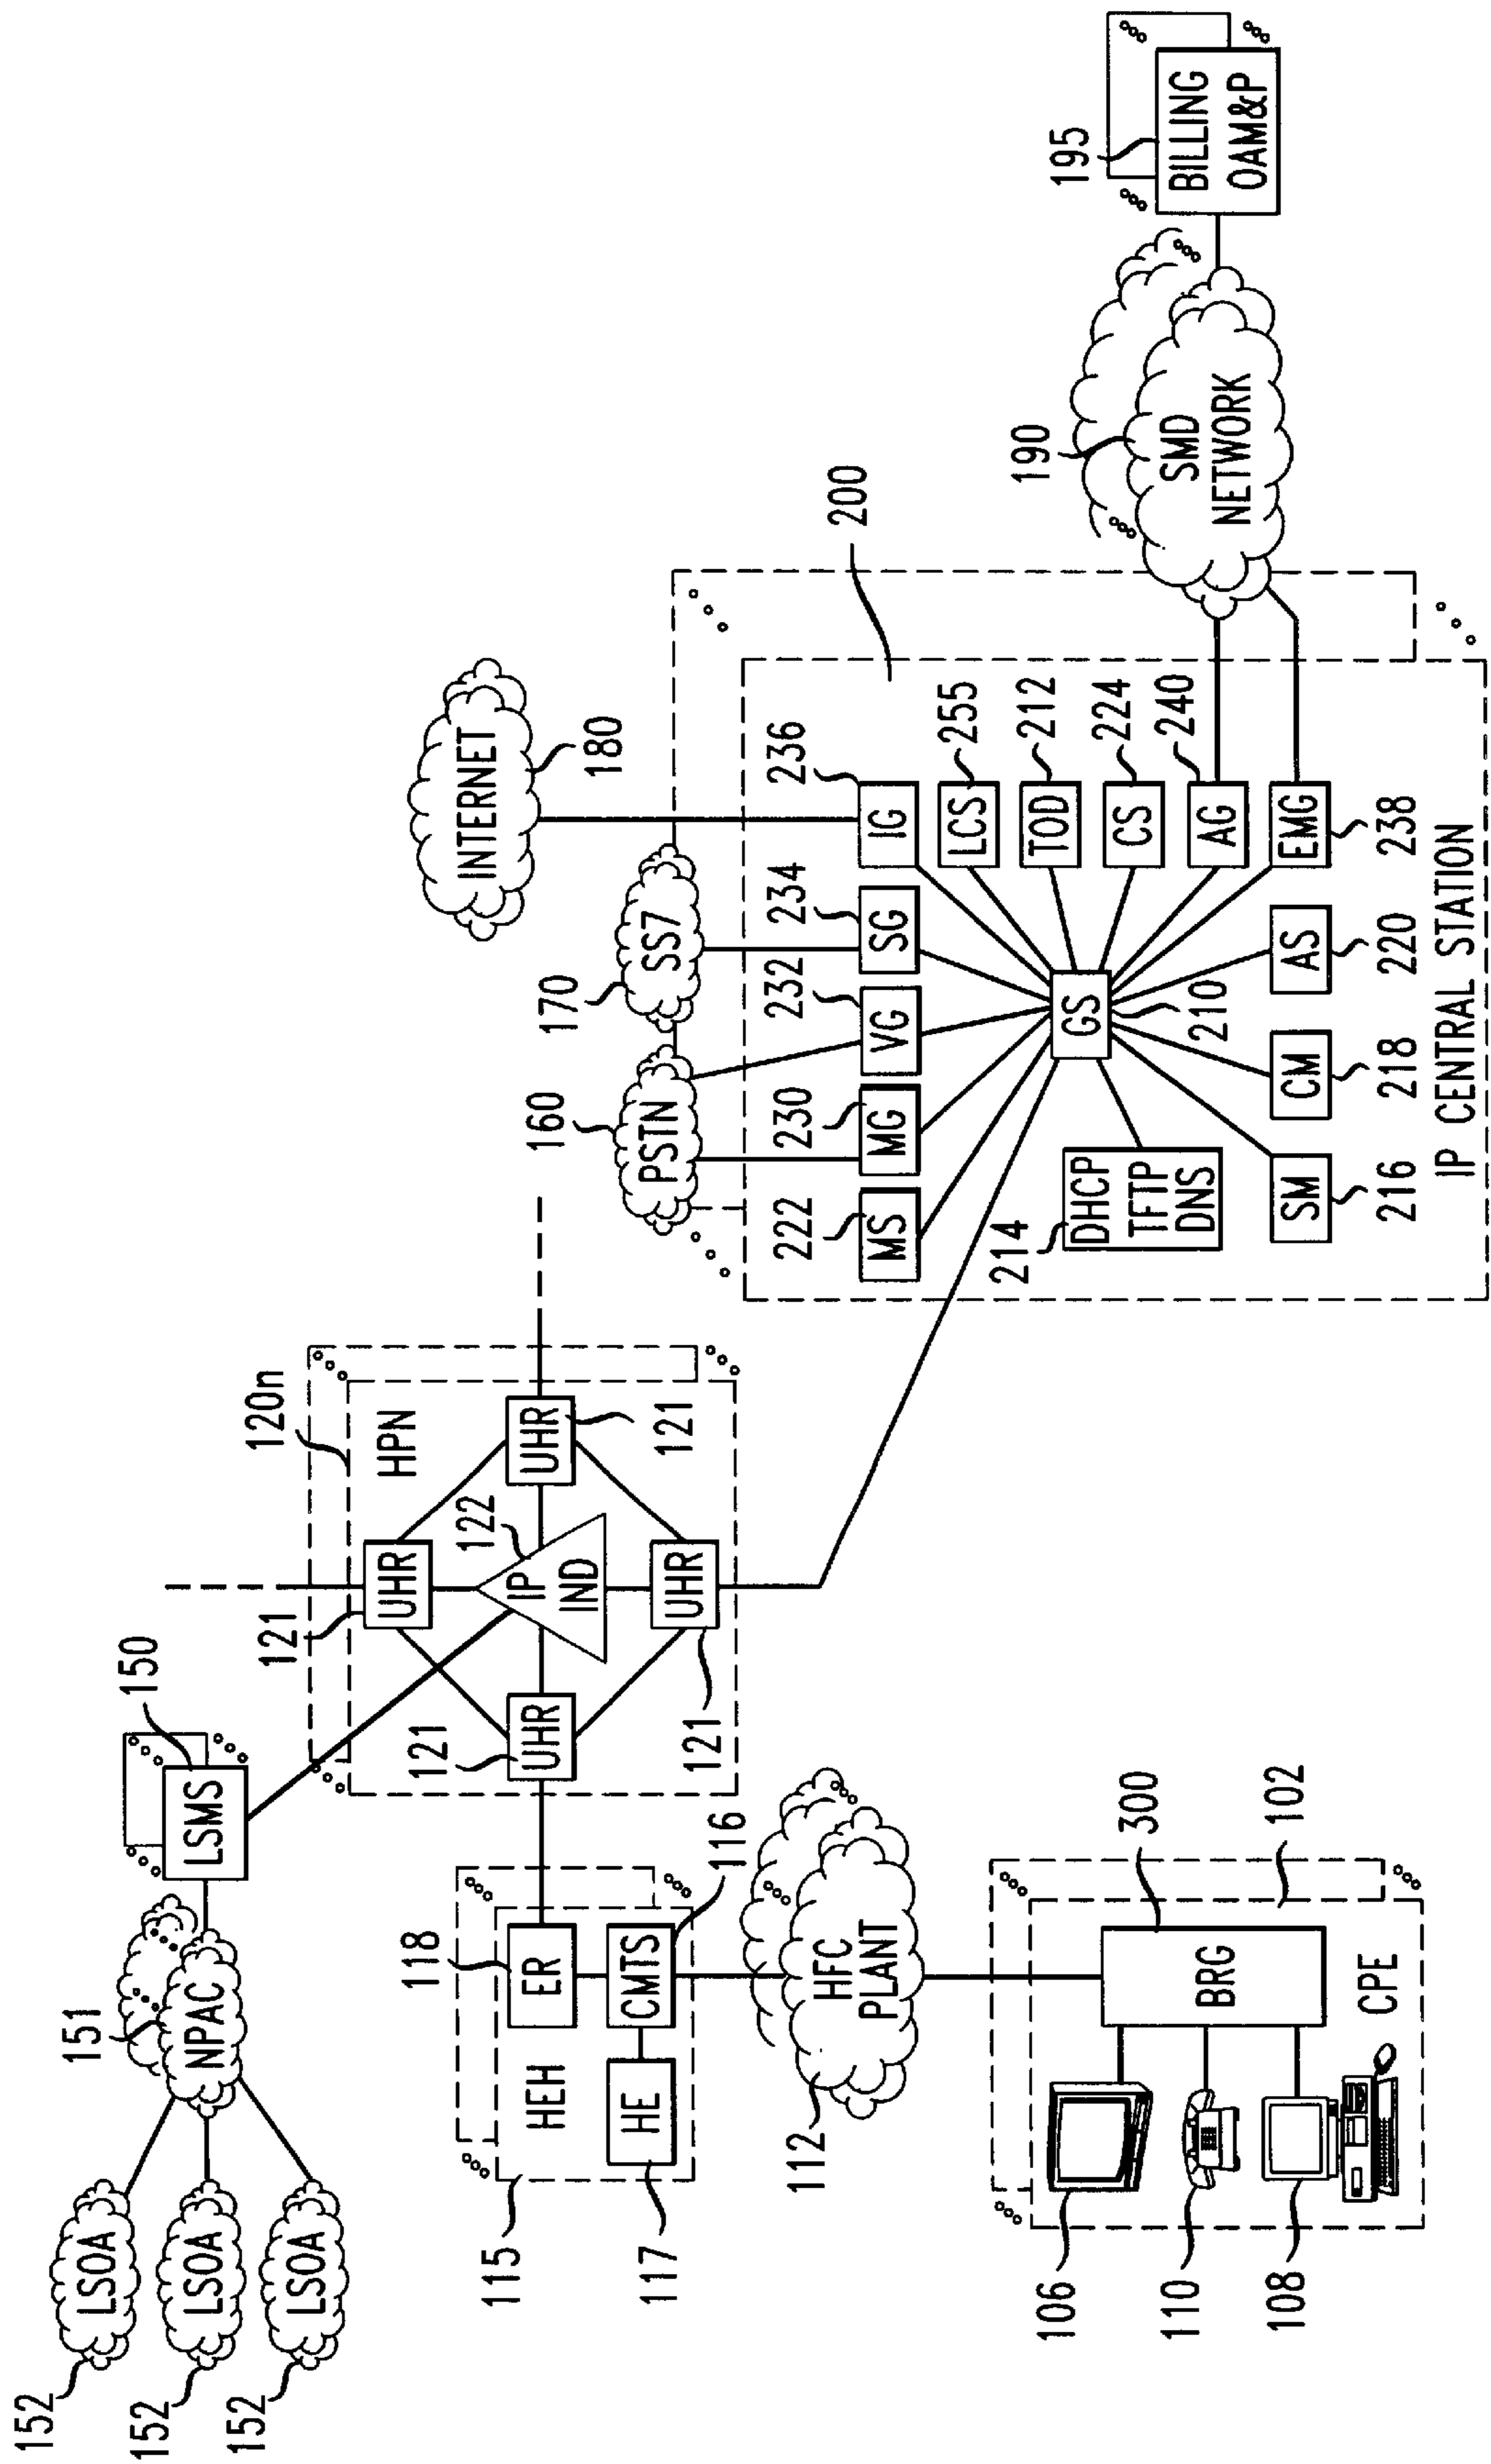 152
LSOA
152
LSOA
152
LSOA
151
NPAC
150
LSMS
120n
HPN
121
UHR
121
UHR
122
IP
IND
UHR
121
UHR
121
115
HEH
118
ER
CMTS
116
HE
117
112
HFC
PLANT
300
102
BRG
CPE
106
110
108
160
PSTN
170
SS7
INTERNET
180
200
222
MS
230
MG
232
VG
234
SG
236
IG
LCS
255
TOD
212
CS
224
AG
240
EMG
238
GS
210
214
DHCP
TFTP
DNS
SM
216
CM
218
AS
220
IP CENTRAL STATION
190
SMD
NETWORK
195
BILLING
OAM&P